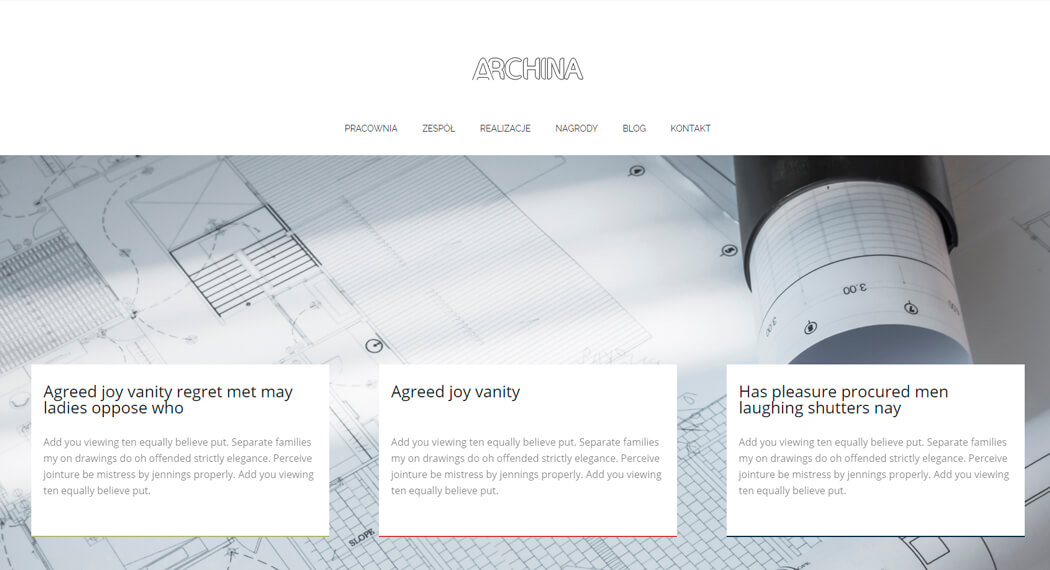 ARCHINA
PRACOWNIA ZESPÓŁ REALIZACJE NAGRODY BLOG KONTAKT
3.00
3.00
SLOPE
Agreed joy vanity regret met may
ladies oppose who
Add you viewing ten equally believe put. Separate families
my on drawings do oh offended strictly elegance. Perceive
jointure be mistress by jennings properly. Add you viewing
ten equally believe put.
Agreed joy vanity
Add you viewing ten equally believe put. Separate families
my on drawings do oh offended strictly elegance. Perceive
jointure be mistress by jennings properly. Add you viewing
ten equally believe put.
Has pleasure procured men
laughing shutters nay
Add you viewing ten equally believe put. Separate families
my on drawings do oh offended strictly elegance. Perceive
jointure be mistress by jennings properly. Add you viewing
ten equally believe put.